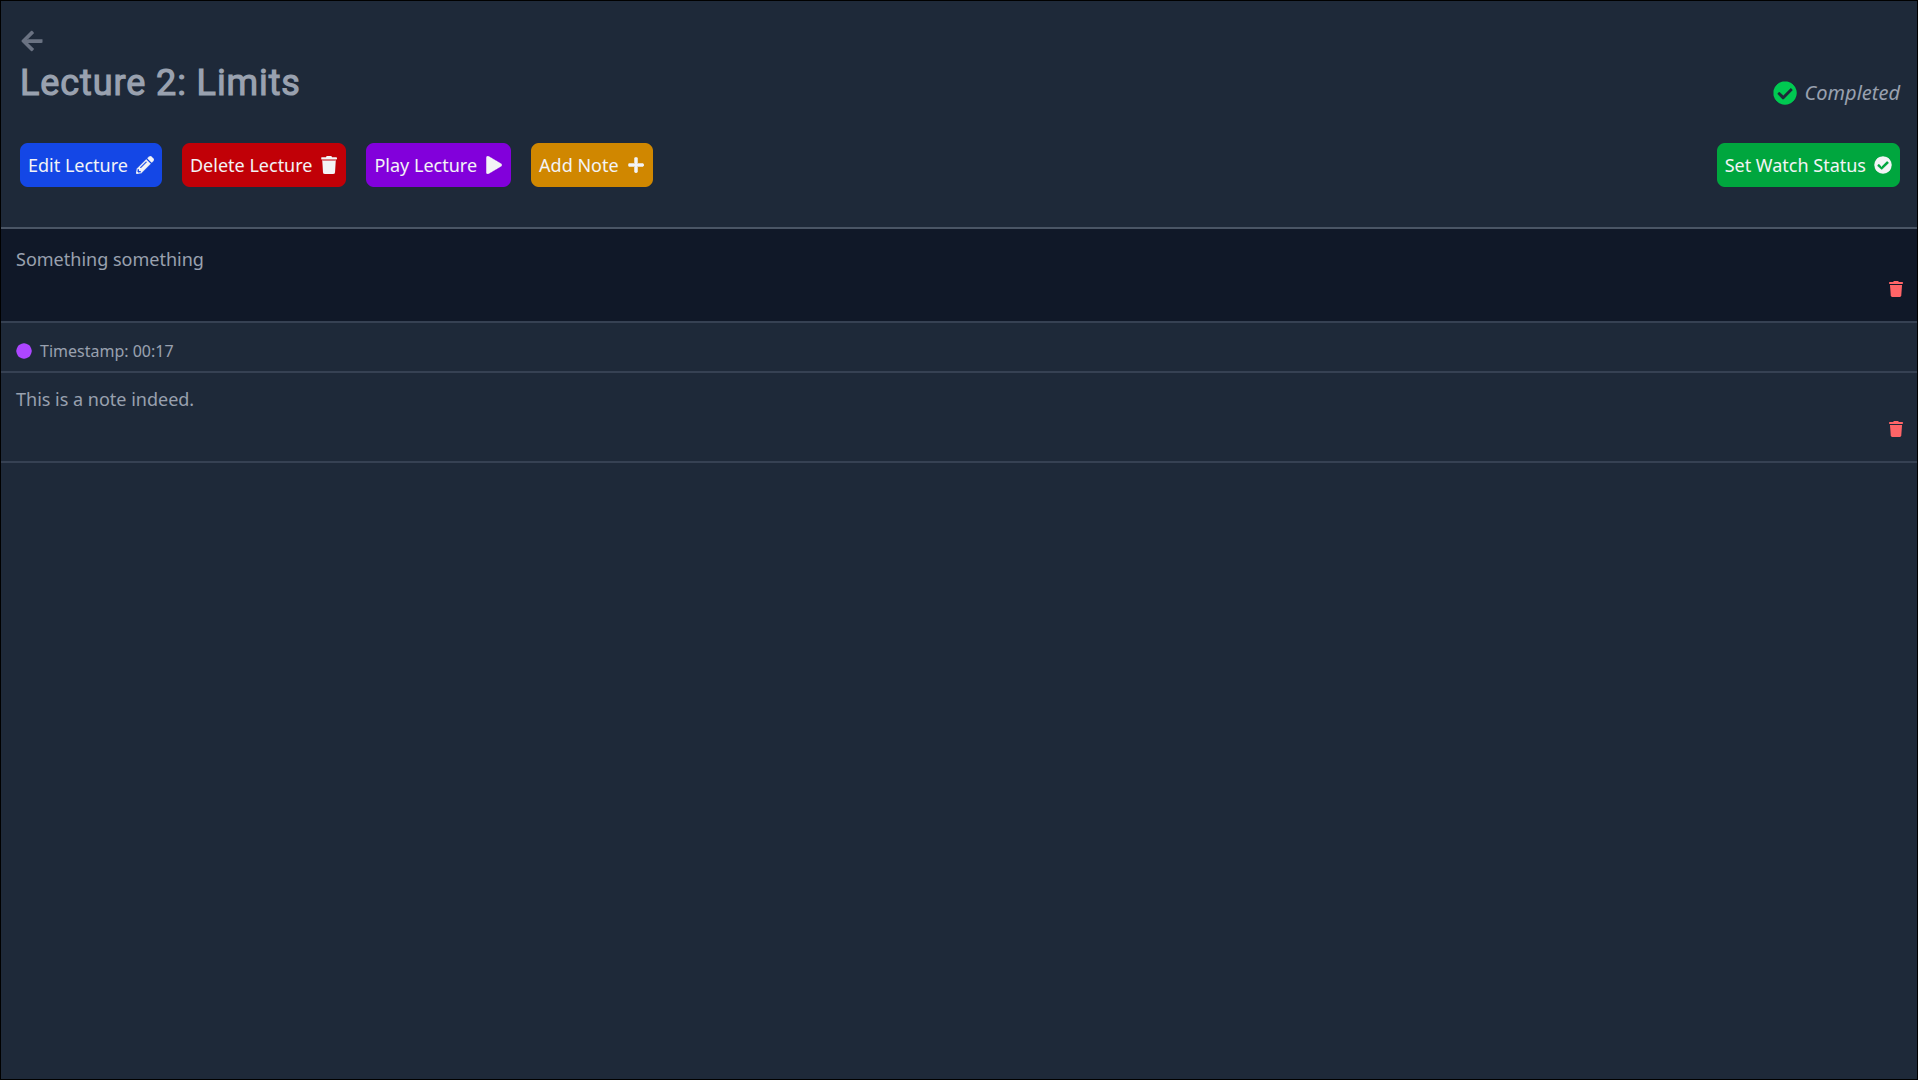 Lecture 2: Limits
Completed
Edit Lecture
Delete Lecture
Play Lecture
Add Note
Set Watch Status
Something something
Timestamp: 00:17
This is a note indeed.